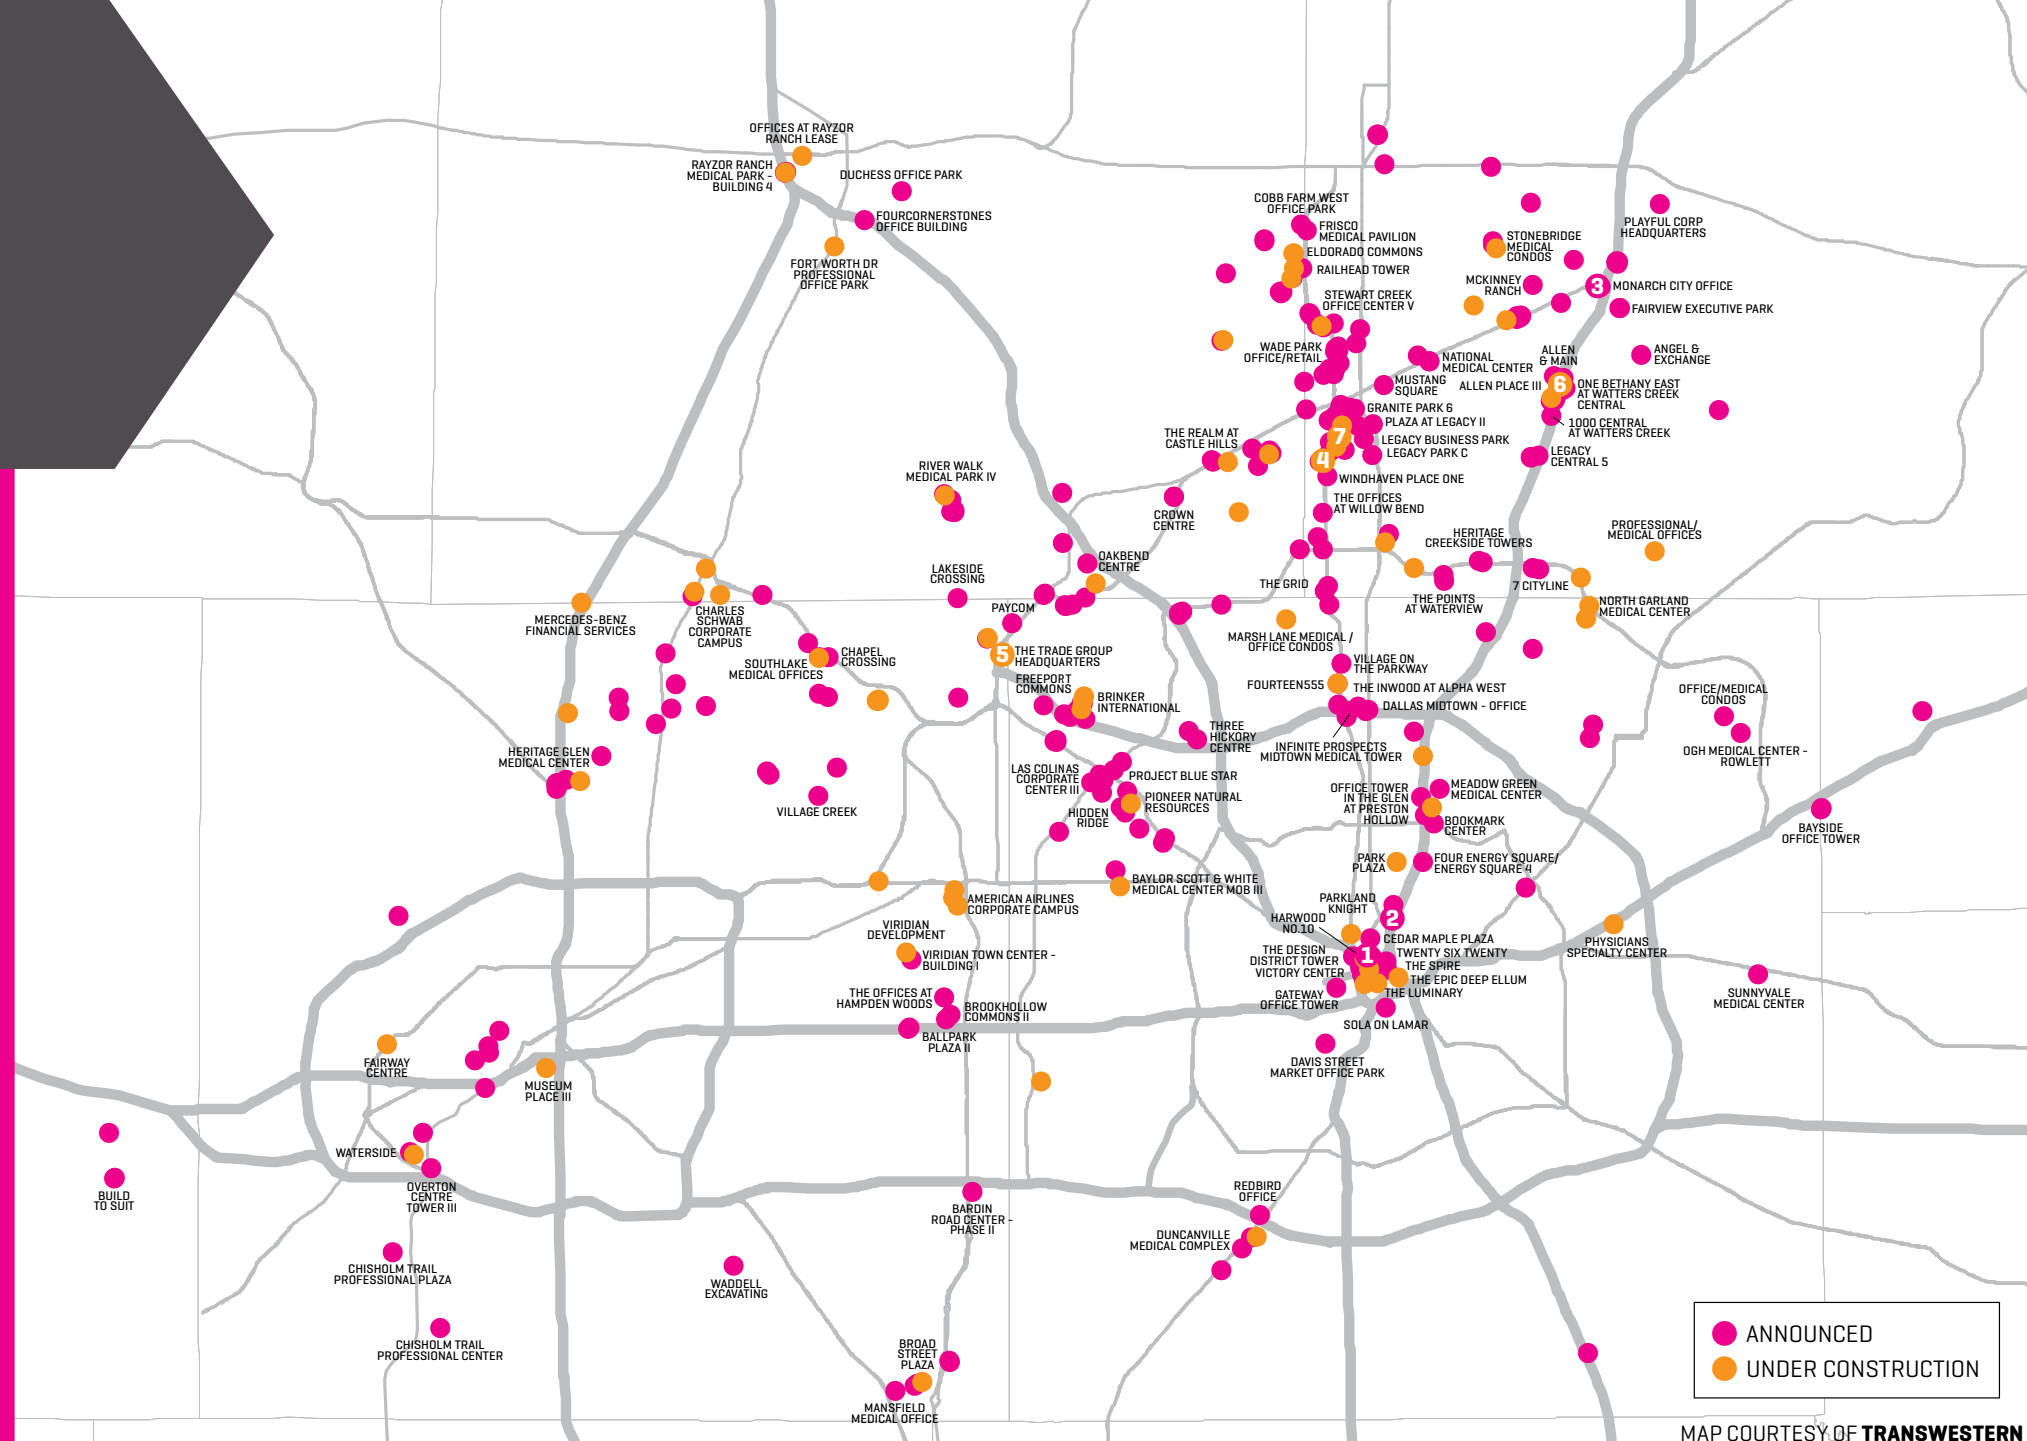 OFFICES AT RAYZOR
RANCH LEASE
RAYZOR RANCH
MEDICAL PARK -
BUILDING 4
DUCHESS OFFICE PARK
FOURCORNERSTONES
OFFICE BUILDING
FORT WORTH DR
PROFESSIONAL
OFFICE PARK
COBB FARM WEST
OFFICE PARK
FRISCO
MEDICAL PAVILION
ELDORADO COMMONS
RAILHEAD TOWER
STEWART CREEK
OFFICE CENTER V
STONEBRIDGE
MEDICAL
CONDOS
PLAYFUL CORP
HEADQUARTERS
MCKINNEY
RANCH
3
MONARCH CITY OFFICE
FAIRVIEW EXECUTIVE PARK
WADE PARK
OFFICE/RETAIL
NATIONAL
MEDICAL CENTER
ALLEN
& MAIN
ANGEL &
EXCHANGE
MUSTANG
SQUARE
ALLEN PLACE III
6
ONE BETHANY EAST
AT WATTERS CREEK
CENTRAL
GRANITE PARK 6
PLAZA AT LEGACY II
1000 CENTRAL
AT WATTERS CREEK
THE REALM AT
CASTLE HILLS
7
LEGACY BUSINESS PARK
4
LEGACY PARK C
LEGACY
CENTRAL 5
RIVER WALK
MEDICAL PARK IV
WINDHAVEN PLACE ONE
CROWN
CENTRE
THE OFFICES
AT WILLOW BEND
HERITAGE
CREEKSIDE TOWERS
PROFESSIONAL/
MEDICAL OFFICES
OAKBEND
CENTRE
LAKESIDE
CROSSING
THE GRID
7 CITYLINE
THE POINTS
AT WATERVIEW
NORTH GARLAND
MEDICAL CENTER
MERCEDES-BENZ
FINANCIAL SERVICES
CHARLES
SCHWAB
CORPORATE
CAMPUS
PAYCOM
MARSH LANE MEDICAL /
OFFICE CONDOS
SOUTHLAKE
MEDICAL OFFICES
CHAPEL
CROSSING
5
THE TRADE GROUP
HEADQUARTERS
VILLAGE ON
THE PARKWAY
FREEPORT
COMMONS
BRINKER
INTERNATIONAL
FOURTEEN555
THE INWOOD AT ALPHA WEST
DALLAS MIDTOWN - OFFICE
OFFICE/MEDICAL
CONDOS
THREE
HICKORY
CENTRE
INFINITE PROSPECTS
MIDTOWN MEDICAL TOWER
OGH MEDICAL CENTER -
ROWLETT
HERITAGE GLEN
MEDICAL CENTER
LAS COLINAS
CORPORATE
CENTER III
PROJECT BLUE STAR
VILLAGE CREEK
PIONEER NATURAL
RESOURCES
HIDDEN
RIDGE
OFFICE TOWER
IN THE GLEN
AT PRESTON
HOLLOW
MEADOW GREEN
MEDICAL CENTER
BOOKMARK
CENTER
BAYSIDE
OFFICE TOWER
PARK
PLAZA
FOUR ENERGY SQUARE/
ENERGY SQUARE 4
BAYLOR SCOTT & WHITE
MEDICAL CENTER MOB III
AMERICAN AIRLINES
CORPORATE CAMPUS
PARKLAND
KNIGHT
2
HARWOOD
NO.10
VIRIDIAN
DEVELOPMENT
CEDAR MAPLE PLAZA
VIRIDIAN TOWN CENTER -
BUILDING I
THE DESIGN
DISTRICT TOWER
VICTORY CENTER
1
TWENTY SIX TWENTY
THE SPIRE
THE EPIC DEEP ELLUM
THE LUMINARY
PHYSICIANS
SPECIALTY CENTER
THE OFFICES AT
HAMPDEN WOODS
BROOKHOLLOW
COMMONS II
GATEWAY
OFFICE TOWER
SUNNYVALE
MEDICAL CENTER
SOLA ON LAMAR
BALLPARK
PLAZA II
FAIRWAY
CENTRE
MUSEUM
PLACE III
DAVIS STREET
MARKET OFFICE PARK
WATERSIDE
BUILD
TO SUIT
OVERTON
CENTRE
TOWER III
REDBIRD
OFFICE
BARDIN
ROAD CENTER -
PHASE II
DUNCANVILLE
MEDICAL COMPLEX
CHISHOLM TRAIL
PROFESSIONAL PLAZA
WADDELL
EXCAVATING
CHISHOLM TRAIL
PROFESSIONAL CENTER
BROAD
STREET
PLAZA
MANSFIELD
MEDICAL OFFICE
ANNOUNCED
UNDER CONSTRUCTION
MAP COURTESY OF TRANSWESTERN